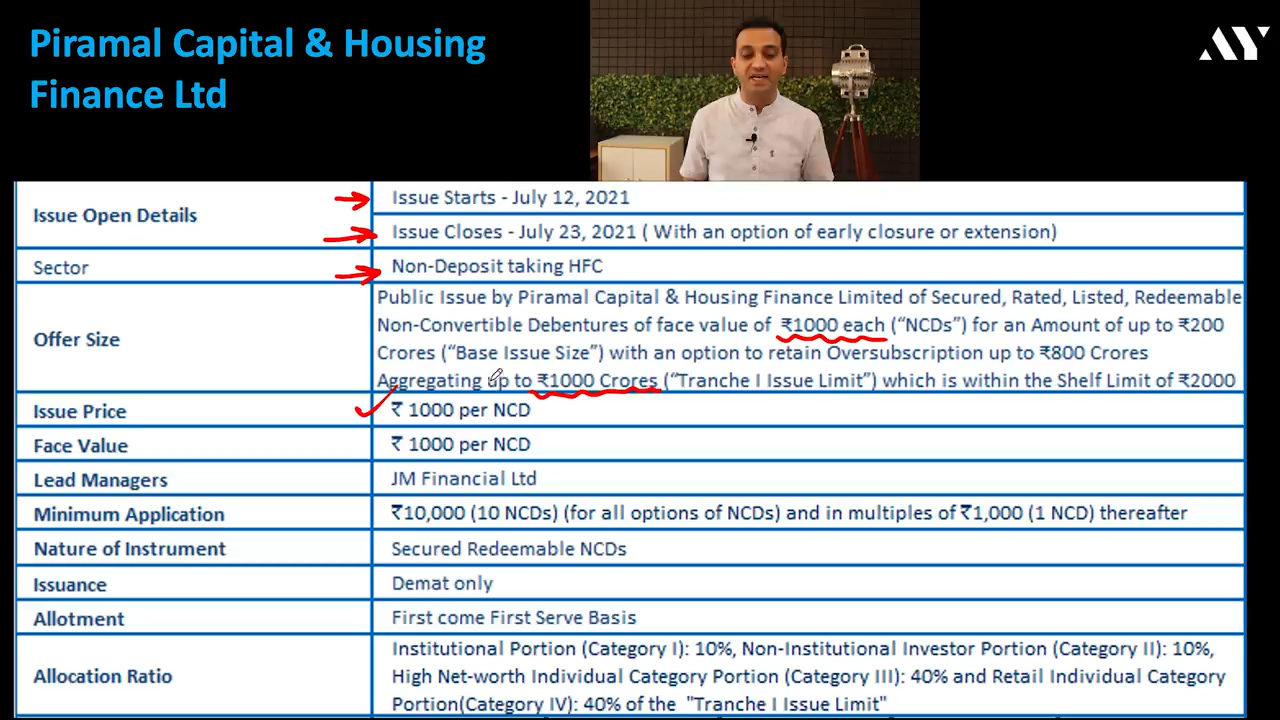 Piramal Capital & Housing
Finance Ltd
AY
Issue Open Details
Issue Starts - July 12, 2021
Issue Closes - July 23, 2021 ( With an option of early closure or extension)
Sector
Non-Deposit taking HFC
Offer Size
Public Issue by Piramal Capital & Housing Finance Limited of Secured, Rated, Listed, Redeemable
Non-Convertible Debentures of face value of ₹1000 each (“NCDs”) for an Amount of up to ₹200
Crores (“Base Issue Size”) with an option to retain Oversubscription up to ₹800 Crores
Aggregating up to ₹1000 Crores (“Tranche I Issue Limit”) which is within the Shelf Limit of ₹2000
Issue Price
₹ 1000 per NCD
Face Value
₹ 1000 per NCD
Lead Managers
JM Financial Ltd
Minimum Application
₹10,000 (10 NCDs) (for all options of NCDs) and in multiples of ₹1,000 (1 NCD) thereafter
Nature of Instrument
Secured Redeemable NCDs
Issuance
Demat only
Allotment
First come First Serve Basis
Allocation Ratio
Institutional Portion (Category I): 10%, Non-Institutional Investor Portion (Category II): 10%,
High Net-worth Individual Category Portion (Category III): 40% and Retail Individual Category
Portion(Category IV): 40% of the "Tranche I Issue Limit"